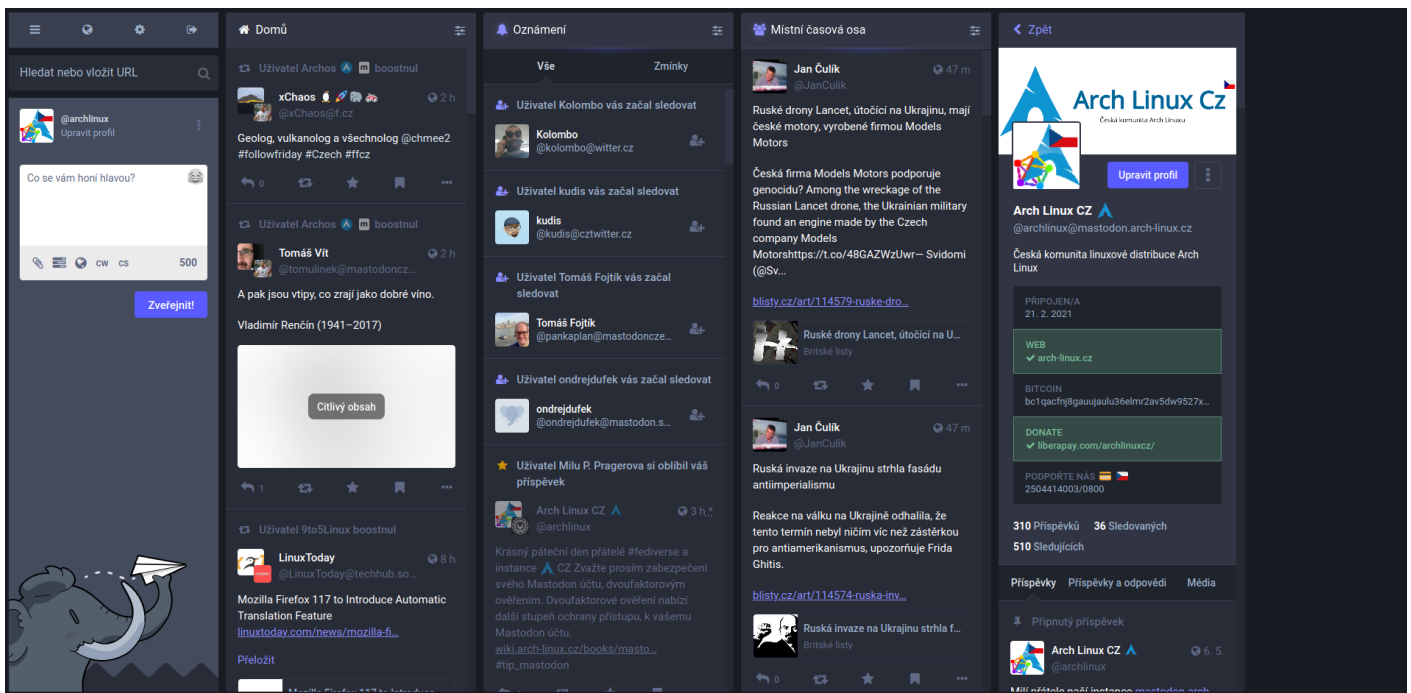 Hledat nebo vložit URL
@archlinux
Upravit profil
Co se vám honí hlavou?
CW CS 500
Zveřejnit!
Domů
Uživatel Archos m boostnul
xChaos 2 h
@xChaos@f.cz
Geolog, vulkanolog a všechnolog @chmee2
#followfriday #Czech #ffcz
0
Uživatel Archos m boostnul
Tomáš Vít 2 h
@tomulinek@mastodoncz...
A pak jsou vtipy, co zrají jako dobré víno.
Vladimír Renčín (1941–2017)
Citlivý obsah
1
Uživatel 9to5Linux boostnul
LinuxToday 8 h
@LinuxToday@techhub.so...
Mozilla Firefox 117 to Introduce Automatic
Translation Feature
linuxtoday.com/news/mozilla-fi...
Přeložit
Mozilla Firefox 117 to Introduce
Oznámení
Vše Zmínky
Uživatel Kolombo vás začal sledovat
Kolombo
@kolombo@witter.cz
Uživatel kudis vás začal sledovat
kudis
@kudis@cztwitter.cz
Uživatel Tomáš Fojtík vás začal
sledovat
Tomáš Fojtík
@pankaplan@mastodoncze...
Uživatel ondrejdufek vás začal sledovat
ondrejdufek
@ondrejdufek@mastodon.s...
Uživatel Milu P. Pragerova si oblíbil váš
příspěvek
Arch Linux CZ 3 h *
@archlinux
Krásný páteční den přátelé #fediverse a
instance CZ Zvažte prosím zabezpečení
svého Mastodon účtu, dvoufaktorovým
ověřením. Dvoufaktorové ověření nabízí
další stupeň ochrany přístupu, k vašemu
Mastodon účtu.
wiki.arch-linux.cz/books/masto...
#tip_mastodon
Místní časová osa
Jan Čulík 47 m
@JanCulik
Ruské drony Lancet, útočící na Ukrajinu, mají
české motory, vyrobené firmou Models
Motors
Česká firma Models Motors podporuje
genocidu? Among the wreckage of the
Russian Lancet drone, the Ukrainian military
found an engine made by the Czech
company Models
Motorshttps://t.co/48GAZWzUwr— Svidomi
(@Sv...
blisty.cz/art/114579-ruske-dro...
Ruské drony Lancet, útočící na U...
Britské listy
0
Jan Čulík 47 m
@JanCulik
Ruská invaze na Ukrajinu strhla fasádu
antiimperialismu
Reakce na válku na Ukrajině odhalila, že
tento termín nebyl ničím víc než zástěrkou
pro antiamerikanismus, upozorňuje Frida
Ghitis.
blisty.cz/art/114574-ruska-inv...
Ruská invaze na Ukrajinu strhla f...
Britské listy
0
Zpět
Arch Linux Cz
Česká komunita Arch Linuxu
Upravit profil
Arch Linux CZ
@archlinux@mastodon.arch-linux.cz
Česká komunita linuxové distribuce Arch
Linux
PŘIPOJEN/A
21. 2. 2021
WEB
arch-linux.cz
BITCOIN
bc1qacfnj8gauujaulu36elmr2av5dw9527x...
DONATE
liberapay.com/archlinuxcz/
PODPOŘTE NÁS
2504414003/0800
310 Příspěvků 36 Sledovaných
510 Sledujících
Příspěvky Příspěvky a odpovědi Média
Připnutý příspěvek
Arch Linux CZ 6. 5.
@archlinux
Milí přátelé naší instance mastodon.arch-